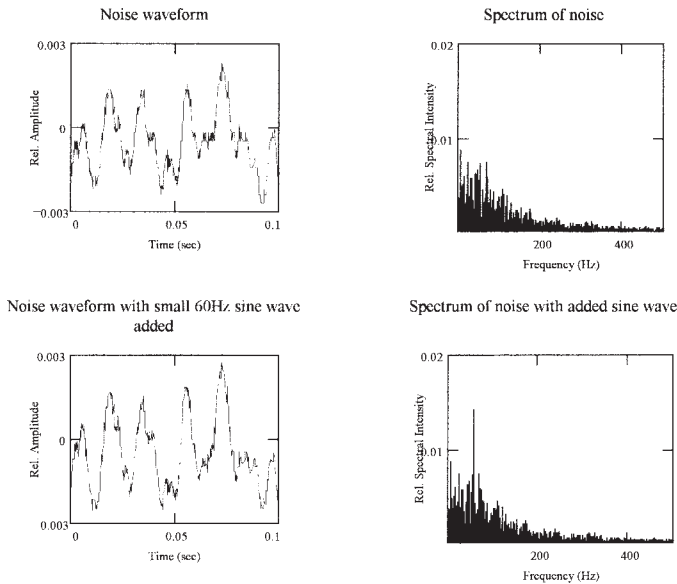 Noise waveform
0.003
Rel. Amplitude
0
−0.003
0
0.05
0.1
Time (sec)
Spectrum of noise
0.02
Rel. Spectral Intensity
0.01
200
400
Frequency (Hz)
Noise waveform with small 60Hz sine wave
added
0.003
Rel. Amplitude
0
0.003
0
0.05
0.1
Time (sec)
Spectrum of noise with added sine wave
0.02
Rel. Spectral Intensity
0.01
200
400
Frequency (Hz)